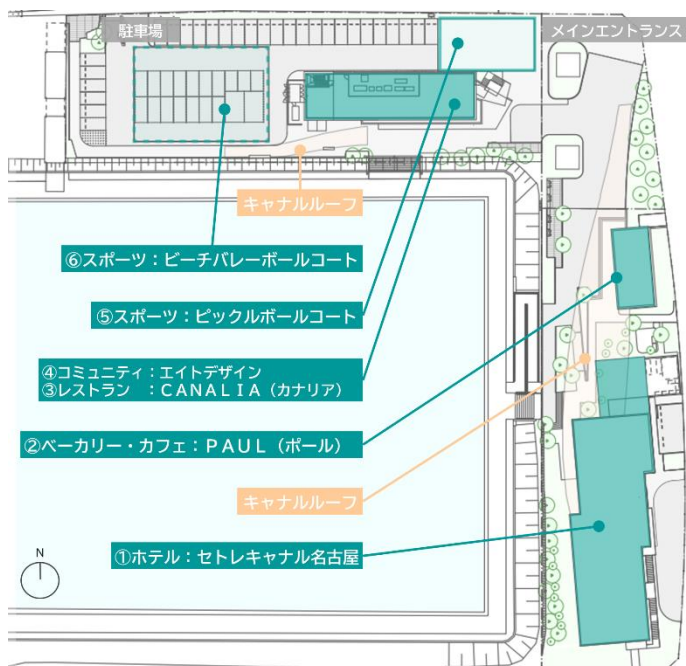 駐車場
メインエントランス
キャナルルーフ
⑥スポーツ：ビーチバレーボールコート
⑤スポーツ：ピックルボールコート
④コミュニティ：エイトデザイン
③レストラン　：CANALIA（カナリア）
②ベーカリー・カフェ：PAUL（ポール）
キャナルルーフ
①ホテル：セトレキャナル名古屋
N